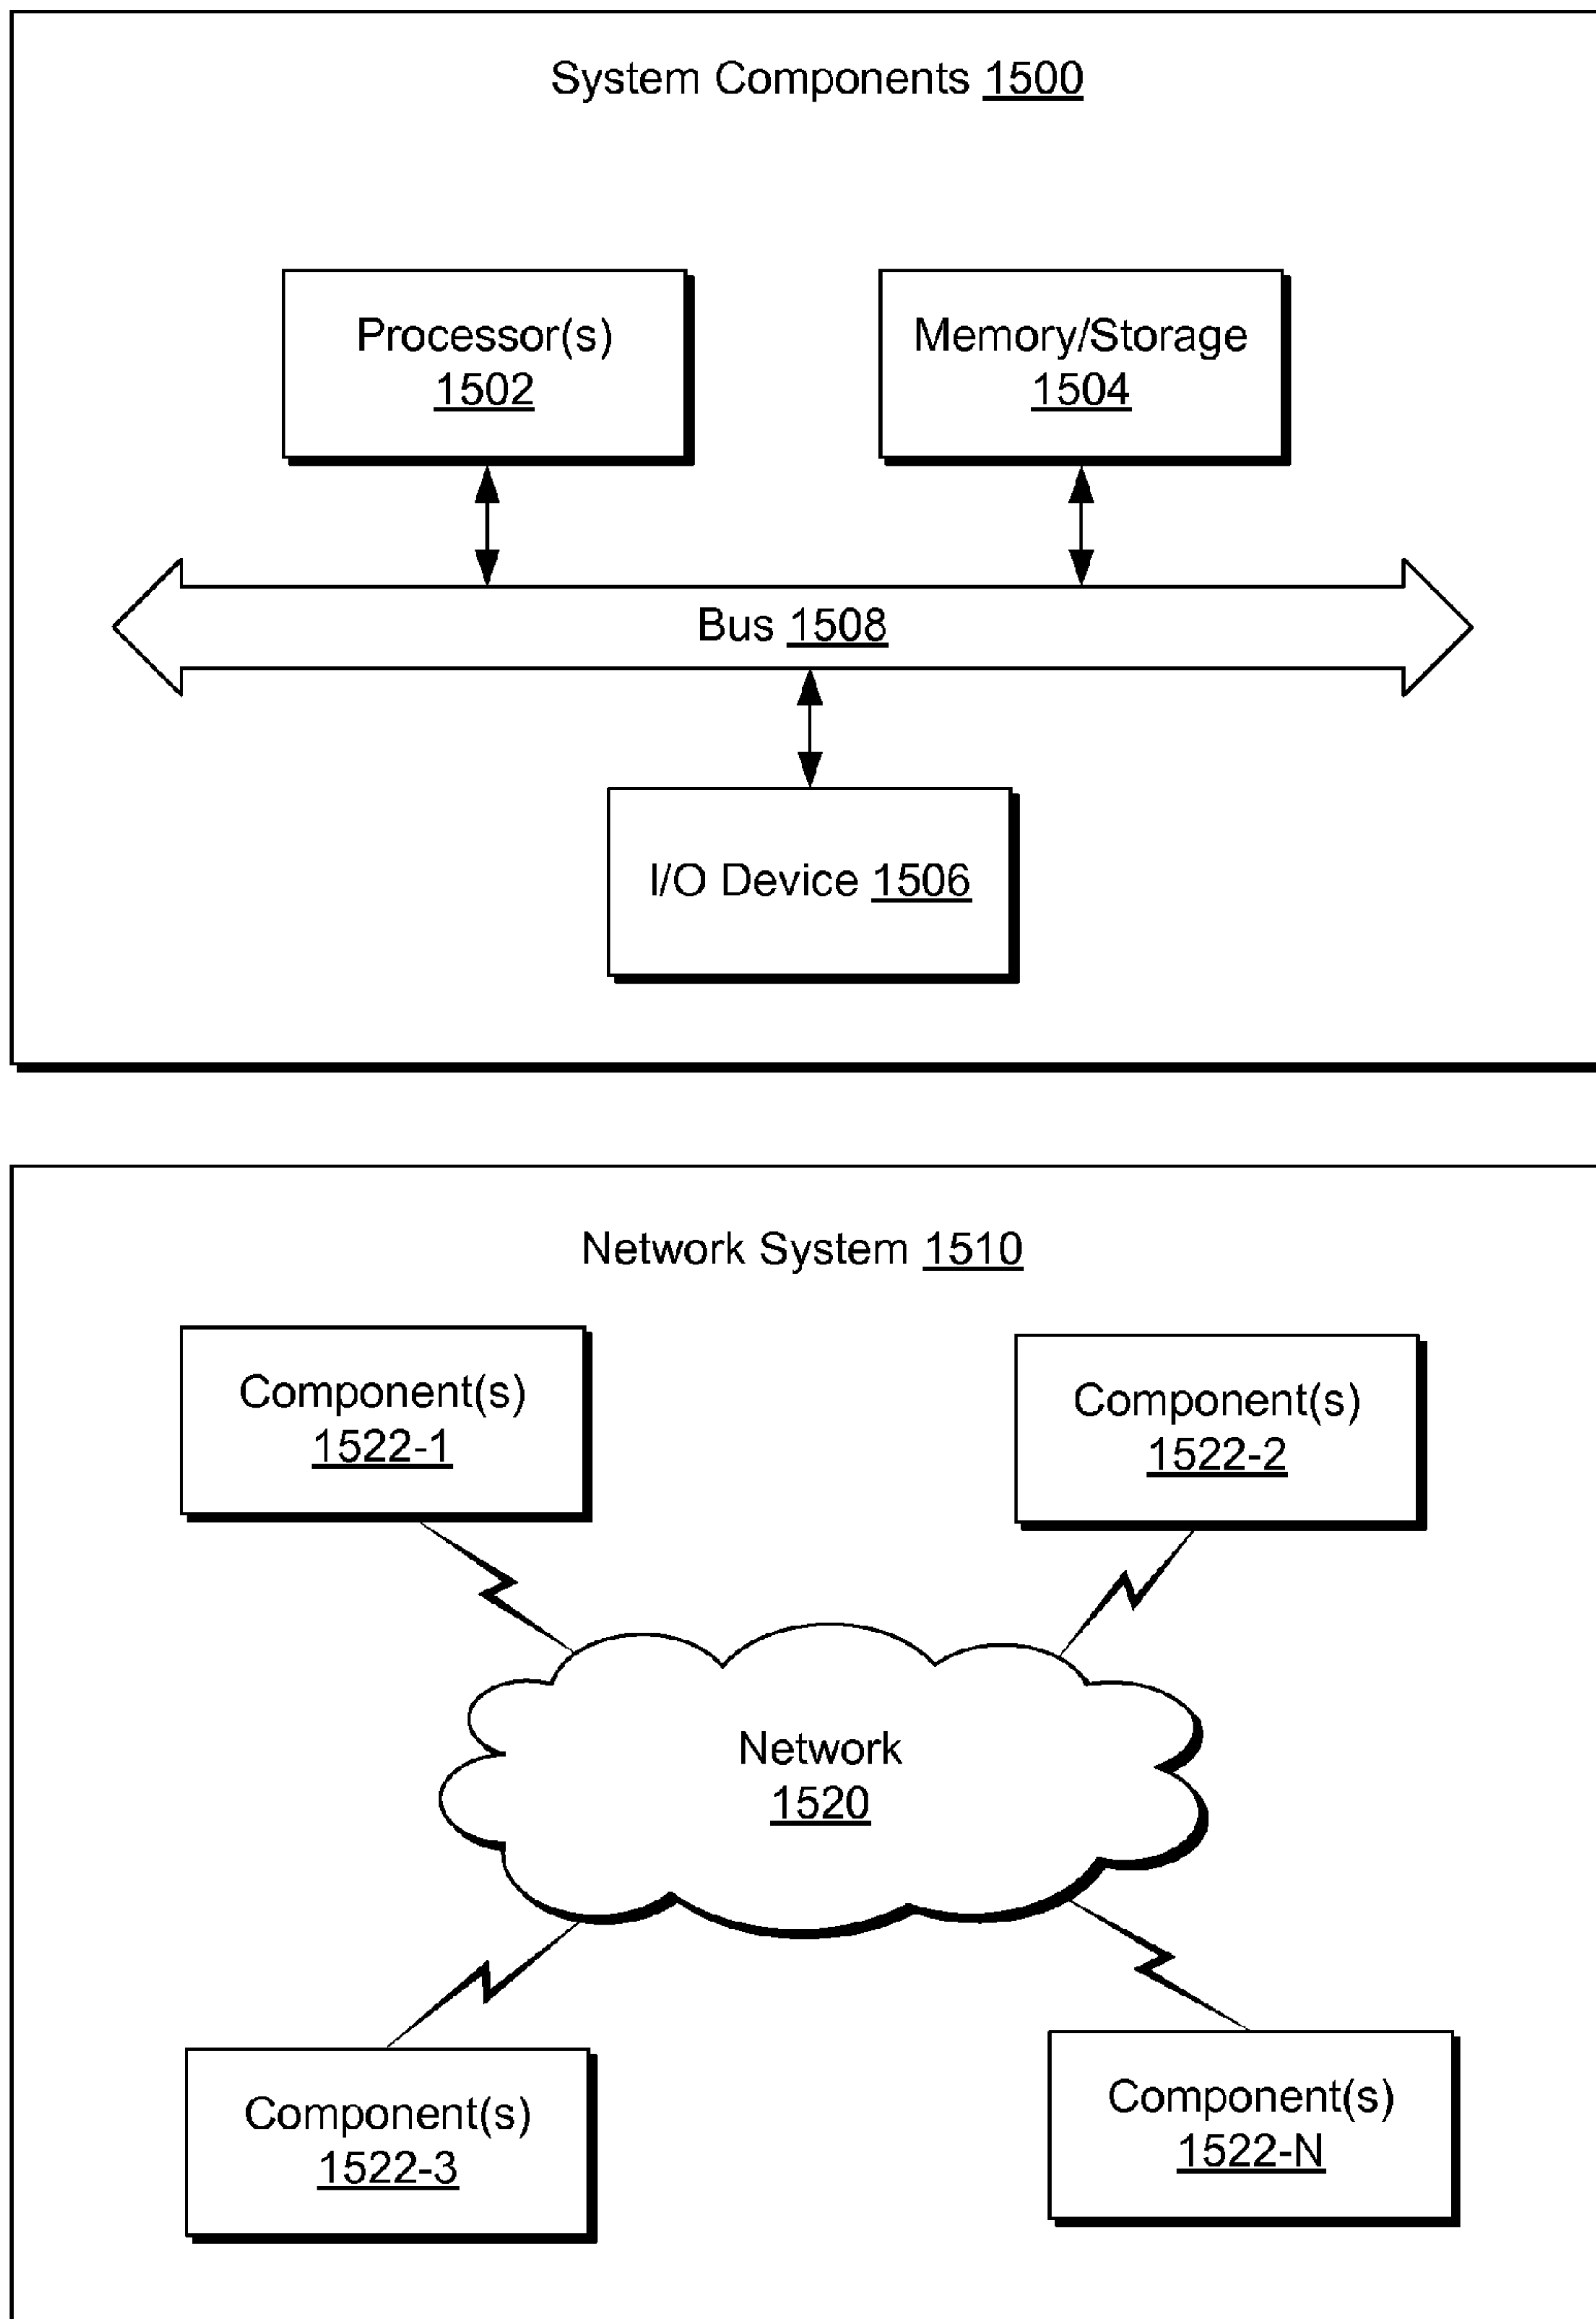 System Components 1500
Processor(s)
1502
Memory/Storage
1504
Bus 1508
I/O Device 1506
Network System 1510
Component(s)
1522-1
Component(s)
1522-2
Network
1520
Component(s)
1522-3
Component(s)
1522-N